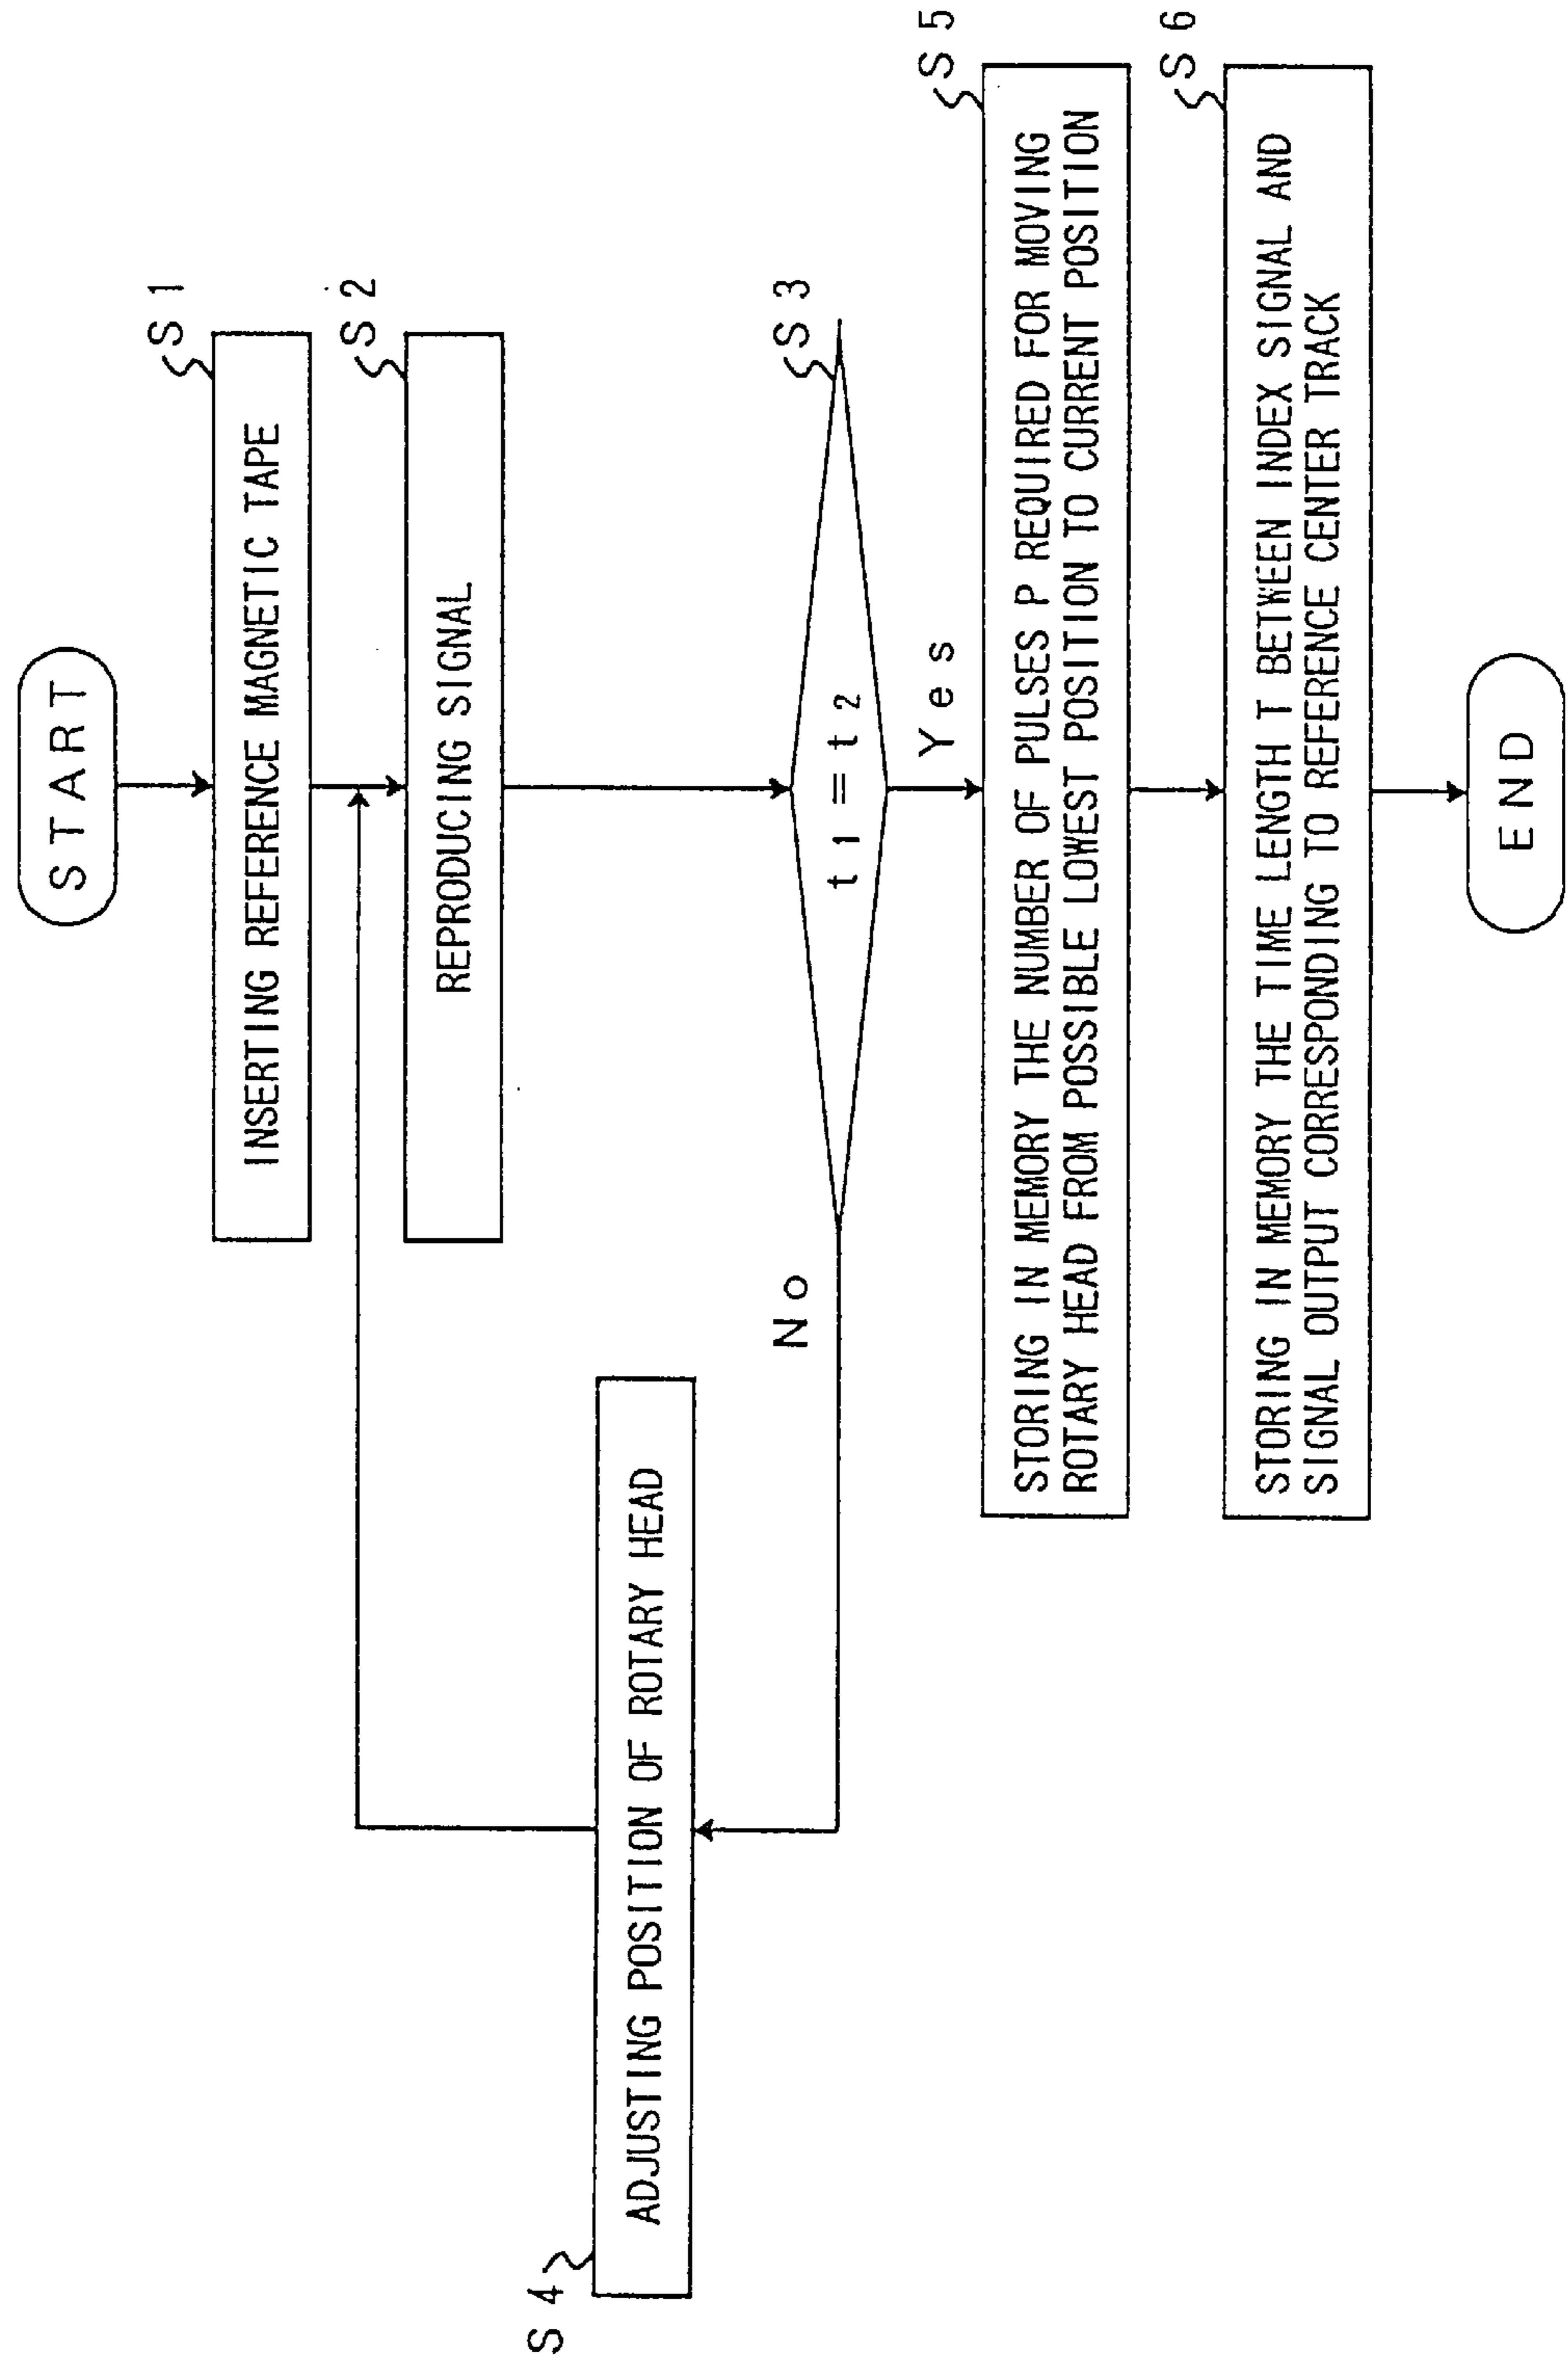 START
S1
INSERTING REFERENCE MAGNETIC TAPE
S2
REPRODUCING SIGNAL
S3
t1=t2
No
Yes
S4
ADJUSTING POSITION OF ROTARY HEAD
S5
STORING IN MEMORY THE NUMBER OF PULSES P REQUIRED FOR MOVING
ROTARY HEAD FROM POSSIBLE LOWEST POSITION TO CURRENT POSITION
S6
STORING IN MEMORY THE TIME LENGTH T BETWEEN INDEX SIGNAL AND
SIGNAL OUTPUT CORRESPONDING TO REFERENCE CENTER TRACK
END